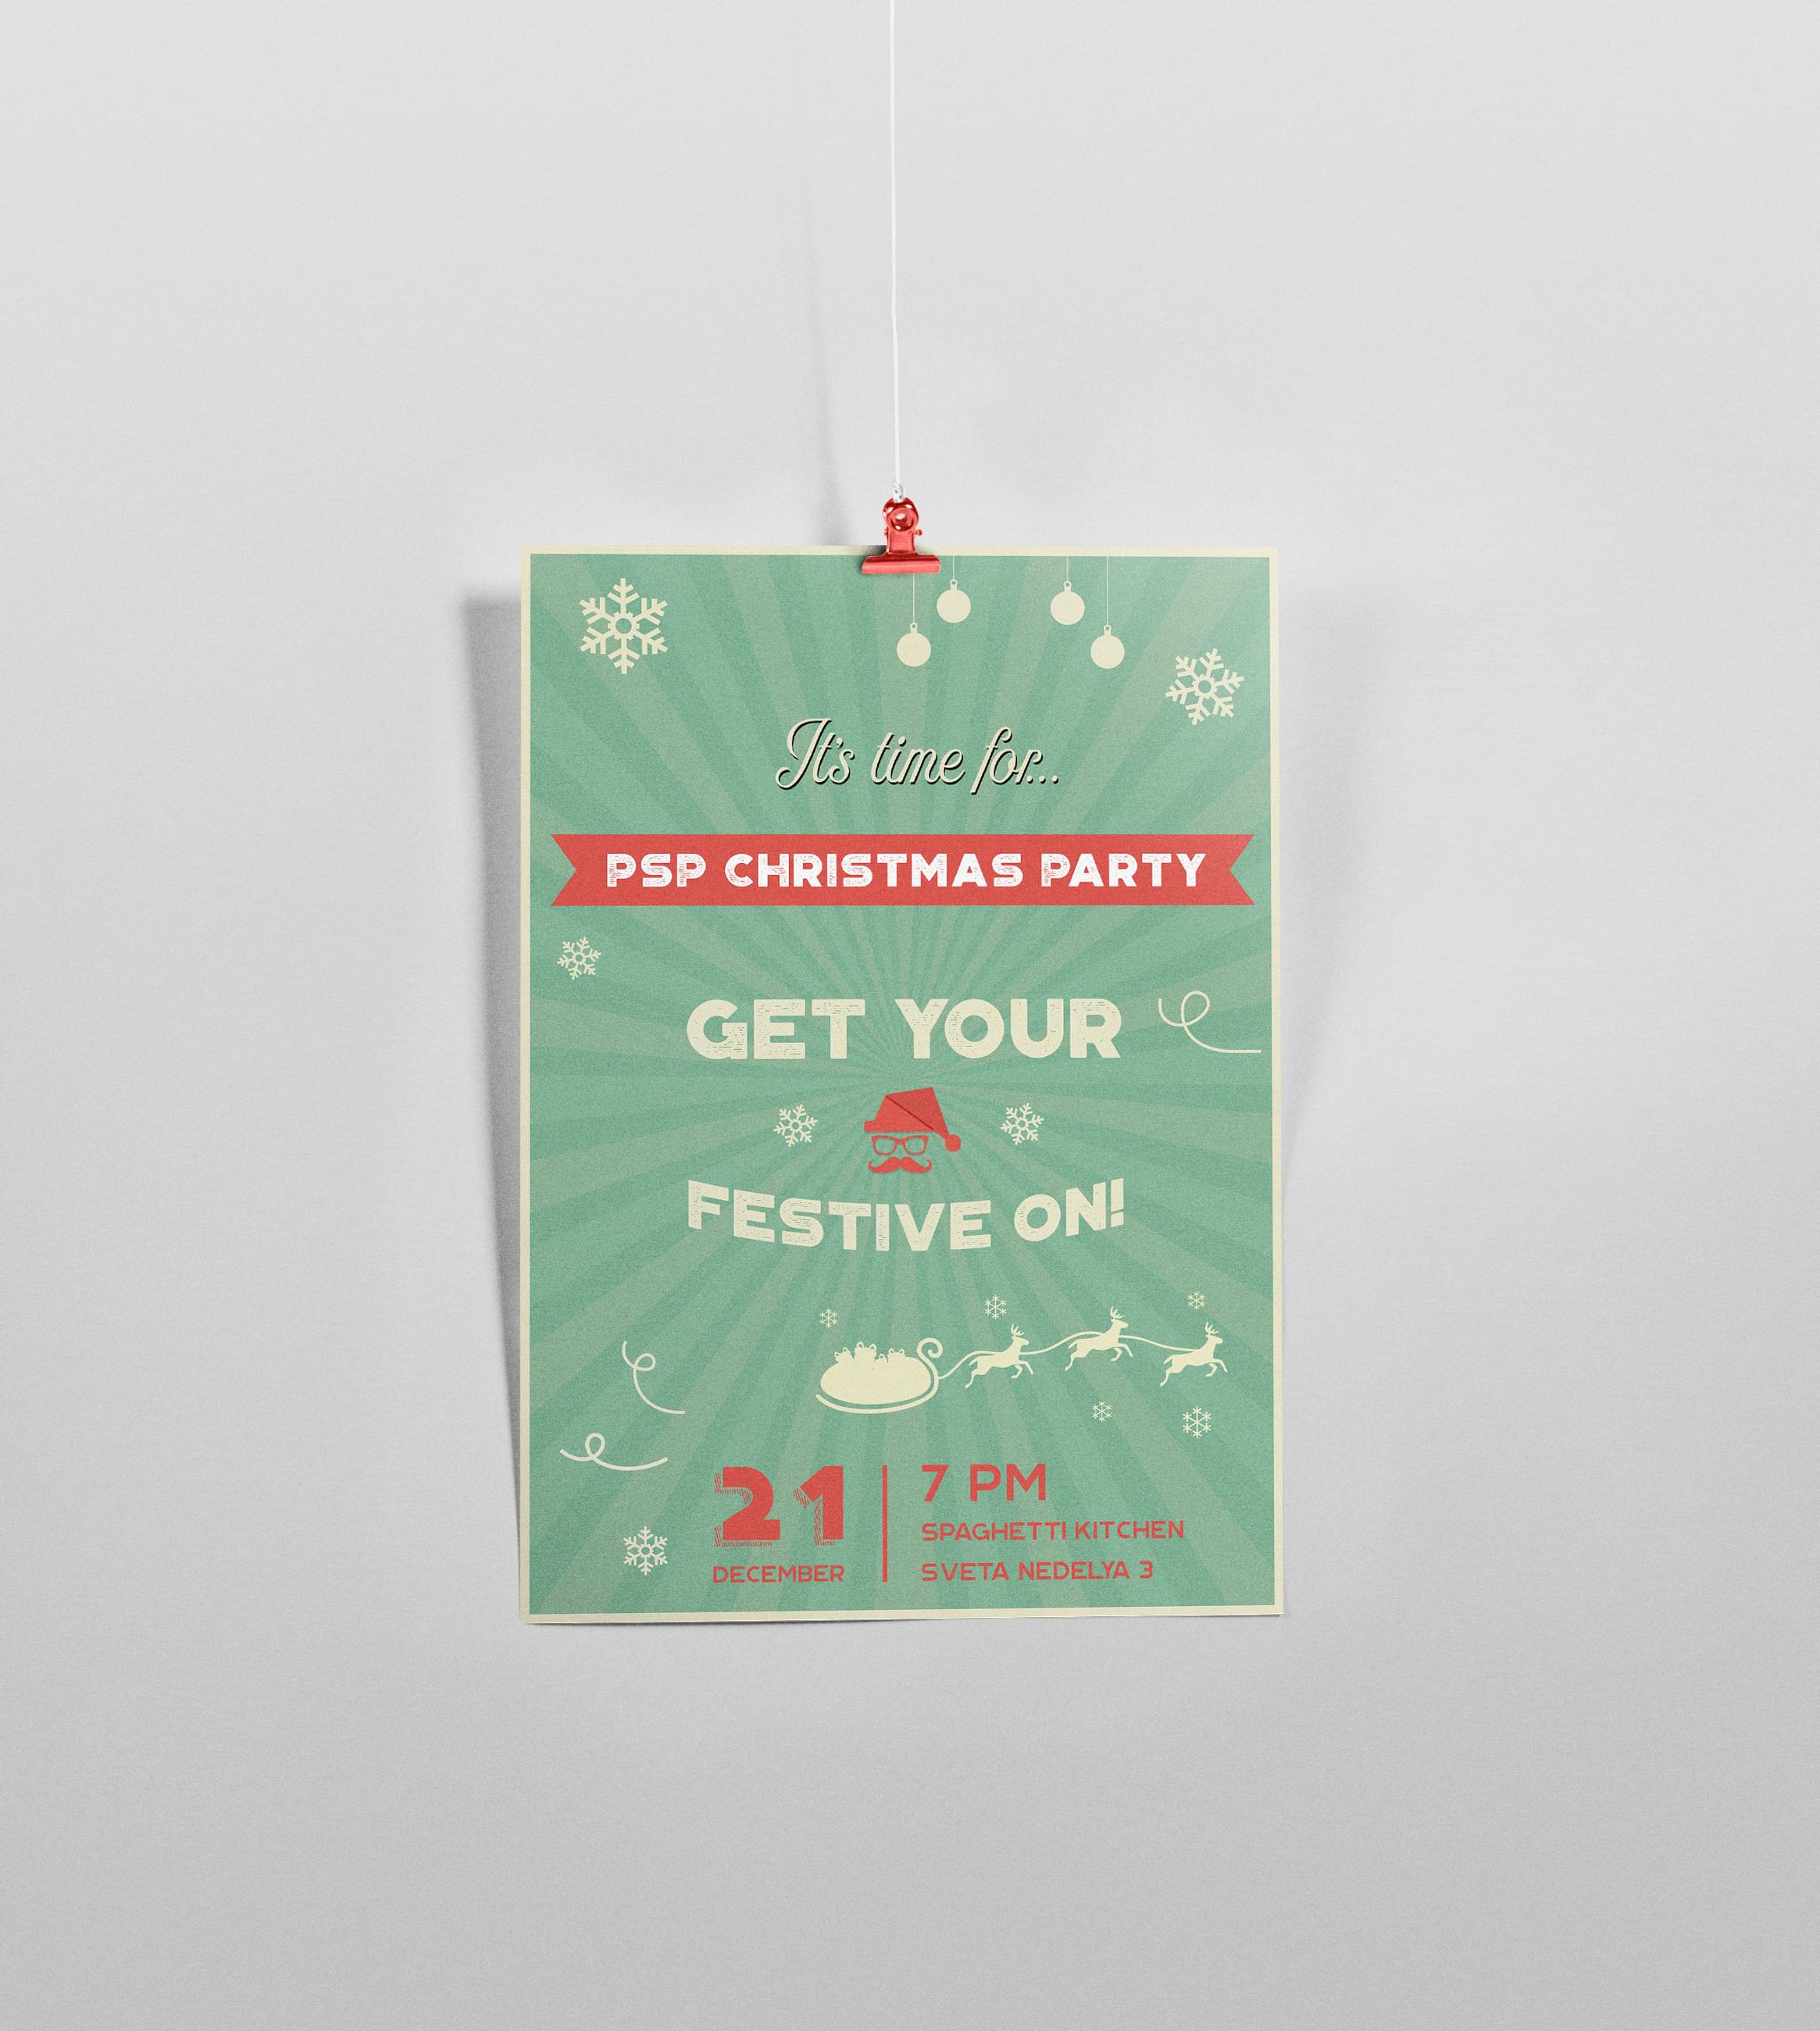 It's time for...
PSP CHRISTMAS PARTY
GET YOUR
FESTIVE ON!
21
DECEMBER
7 PM
SPAGHETTI KITCHEN
SVETA NEDELYA 3